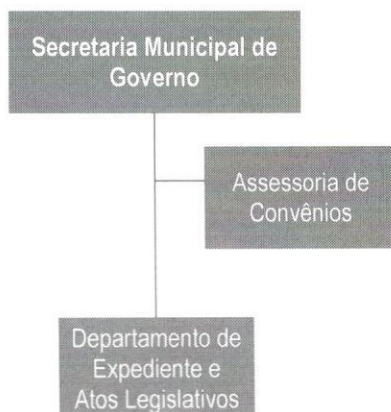 Secretaria Municipal de
Governo
Assessoria de
Convênios
Departamento de
Expediente e
Atos Legislativos